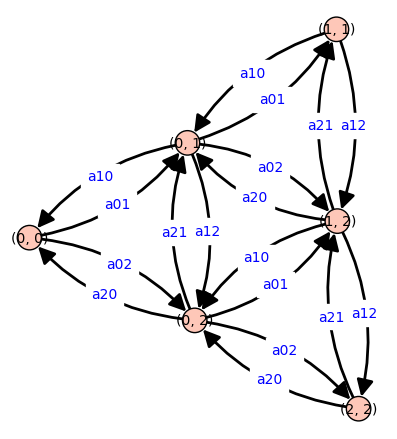 (1, 1)
a10
a01
a21 a12
(0, 1)
a02
a10
a20
a01
(1, 2)
a21 a12
(0, 0)
a10
a02
a01
a20
a12
(0, 2)
a21
a02
a20
(2, 2)